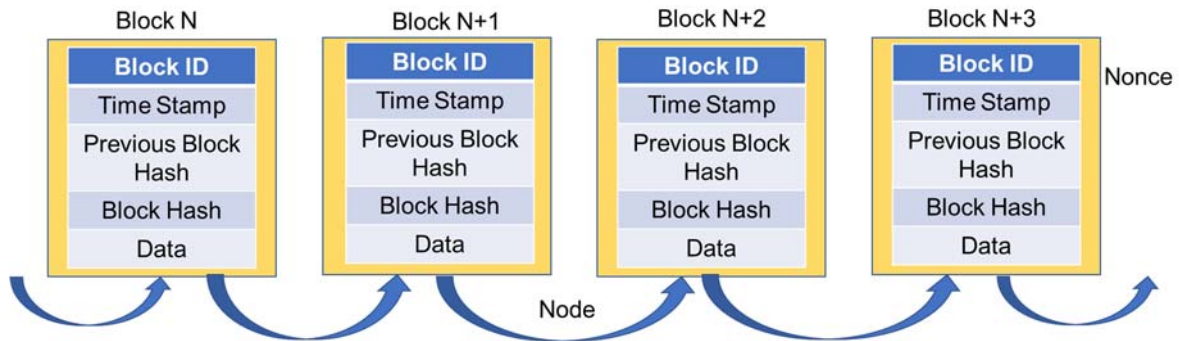 Block N
Block ID
Time Stamp
Previous Block
Hash
Block Hash
Data
Block N+1
Block ID
Time Stamp
Previous Block
Hash
Block Hash
Data
Block N+2
Block ID
Time Stamp
Previous Block
Hash
Block Hash
Data
Block N+3
Block ID
Time Stamp
Previous Block
Hash
Block Hash
Data
Nonce
Node